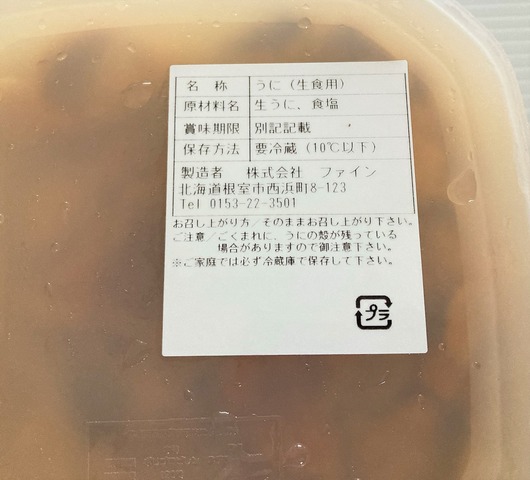 名 称 うに（生食用）
原材料名 生うに、食塩
賞味期限 別記記載
保存方法 要冷蔵（10℃以下）
製造者 株式会社 ファイン
北海道根室市西浜町8-123
Tel 0153-22-3501
お召し上がり方／そのままお召し上がり下さい。
ご注意／ごくまれに、うにの殻が残っている
場合がありますので御注意下さい。
※ご家庭では必ず冷蔵庫で保存して下さい。
プラ